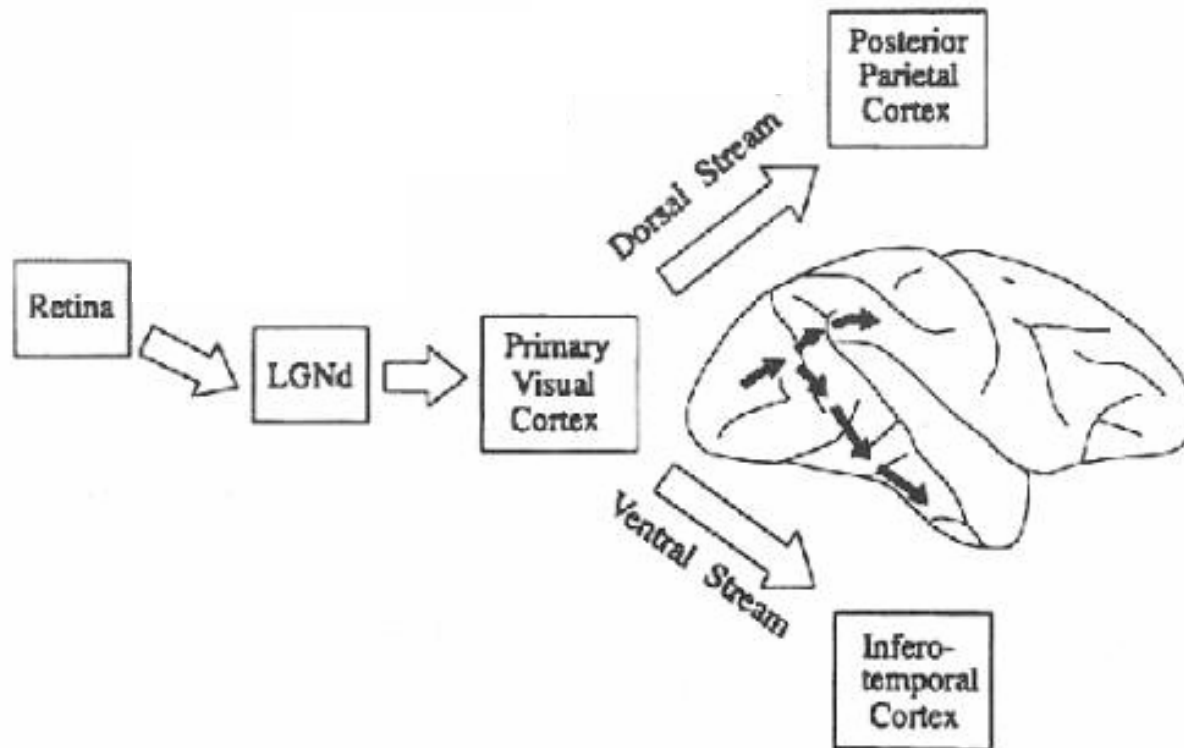 Retina
LGNd
Primary
Visual
Cortex
Dorsal Stream
Posterior
Parietal
Cortex
Ventral Stream
Infero-
temporal
Cortex